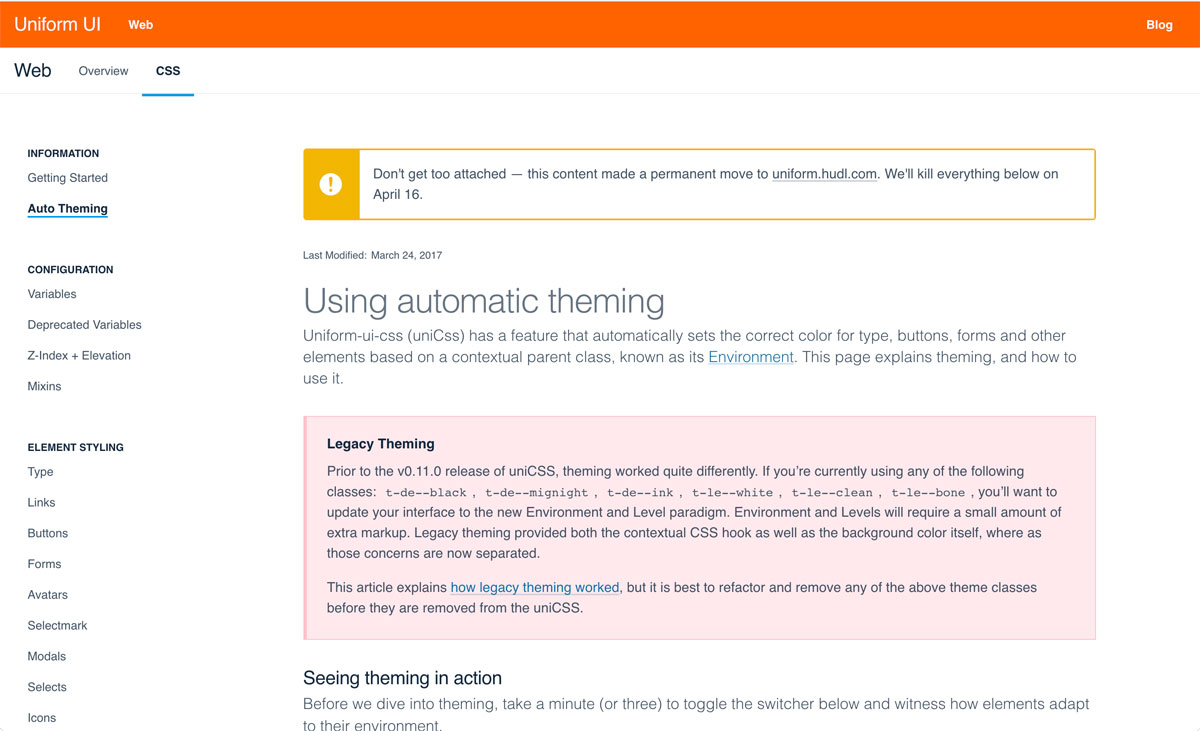 Uniform UI Web Blog
Web Overview CSS
INFORMATION
Getting Started
Auto Theming
CONFIGURATION
Variables
Deprecated Variables
Z-Index + Elevation
Mixins
ELEMENT STYLING
Type
Links
Buttons
Forms
Avatars
Selectmark
Modals
Selects
Icons
Don't get too attached — this content made a permanent move to uniform.hudl.com. We'll kill everything below on
April 16.
Last Modified: March 24, 2017
Using automatic theming
Uniform-ui-css (uniCss) has a feature that automatically sets the correct color for type, buttons, forms and other
elements based on a contextual parent class, known as its Environment. This page explains theming, and how to
use it.
Legacy Theming
Prior to the v0.11.0 release of uniCSS, theming worked quite differently. If you're currently using any of the following
classes: t-de--black , t-de--mignight , t-de--ink , t-le--white , t-le--clean , t-le--bone , you'll want to
update your interface to the new Environment and Level paradigm. Environment and Levels will require a small amount of
extra markup. Legacy theming provided both the contextual CSS hook as well as the background color itself, where as
those concerns are now separated.
This article explains how legacy theming worked, but it is best to refactor and remove any of the above theme classes
before they are removed from the uniCSS.
Seeing theming in action
Before we dive into theming, take a minute (or three) to toggle the switcher below and witness how elements adapt
to their environment.